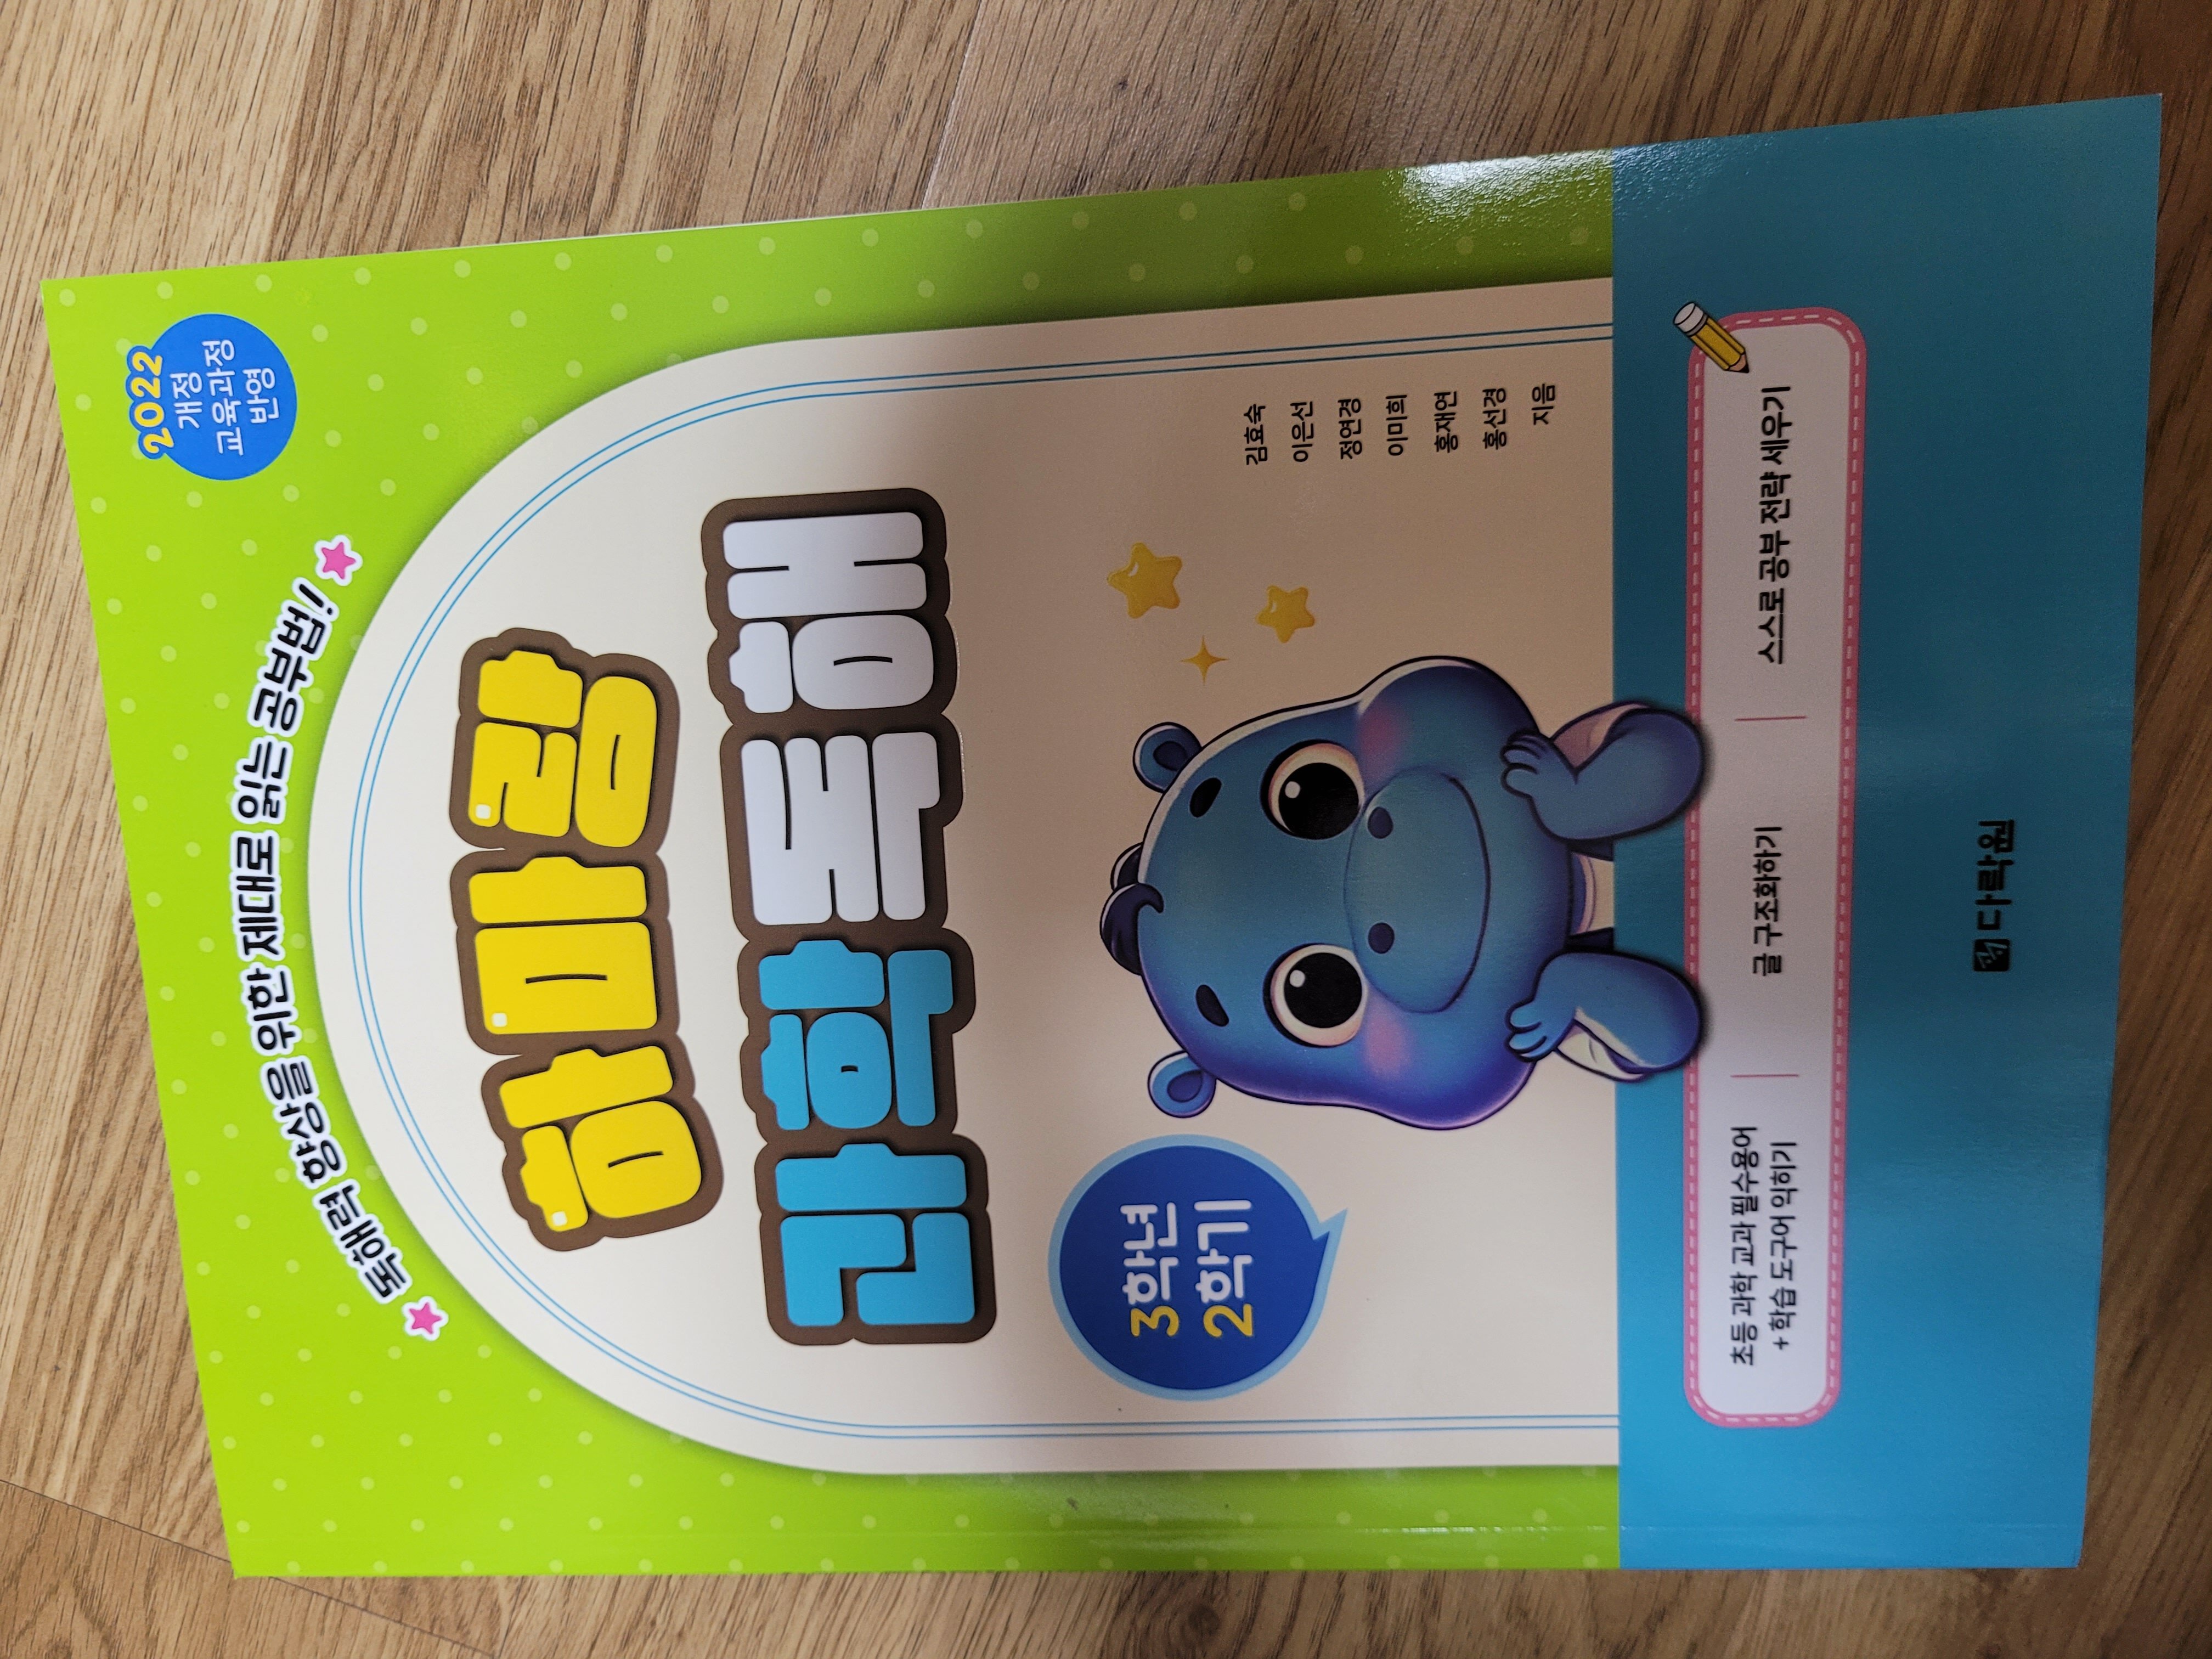 2022
개정
교육과정
반영
독해력 향상을 위한 제대로 읽는 공부법!
하마랑
과학 독해
3학년
2학기
김효숙
이은선
정연경
이미희
홍재연
홍선경
지음
초등 과학 교과 필수용어
+ 학습 도구어 익히기
글 구조화하기
스스로 공부 전략 세우기
다락원